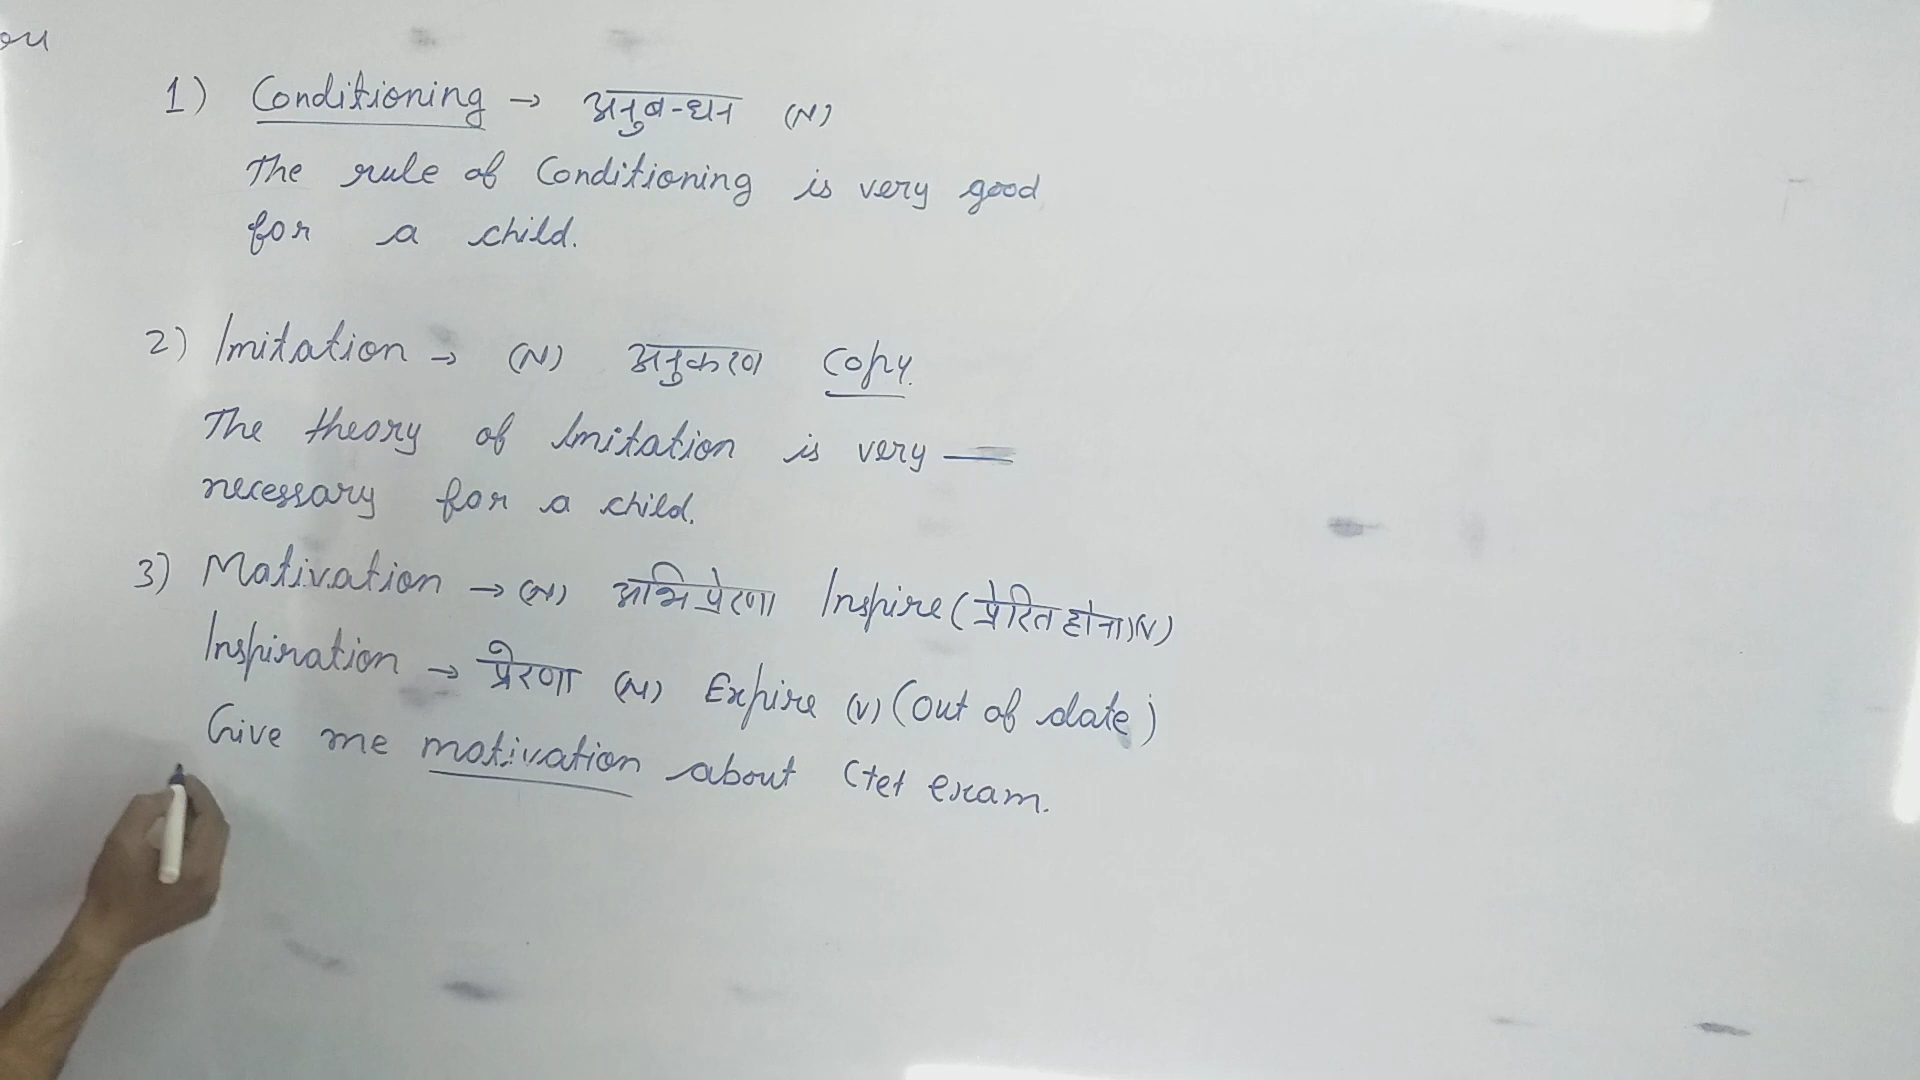 1) Conditioning → अनुबन्धन (N)
The rule of Conditioning is very good
for a child.
2) Imitation → (N) अनुकरण Copy.
The theory of Imitation is very
necessary for a child.
3) Motivation → (N) अभिप्रेरणा Inspire (प्रेरित होना) (V)
Inspiration → प्रेरणा (N) Expire (V) (Out of date)
Give me motivation about Ctet exam.